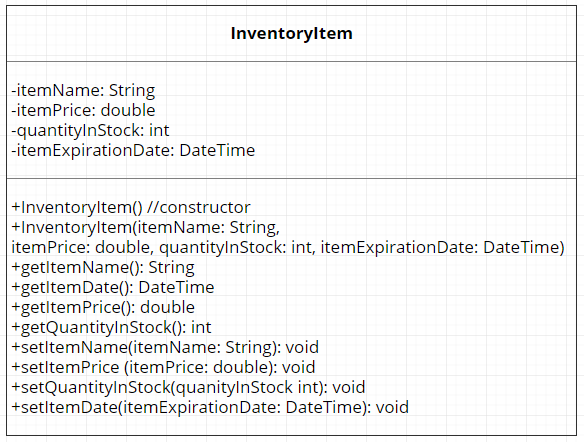 InventoryItem
-itemName: String
-itemPrice: double
-quantityInStock: int
-itemExpirationDate: DateTime
+InventoryItem() //constructor
+InventoryItem(itemName: String,
itemPrice: double, quantityInStock: int, itemExpirationDate: DateTime)
+getItemName(): String
+getItemDate(): DateTime
+getItemPrice(): double
+getQuantityInStock(): int
+setItemName(itemName: String): void
+setItemPrice (itemPrice: double): void
+setQuantityInStock(quanityInStock int): void
+setItemDate(itemExpirationDate: DateTime): void